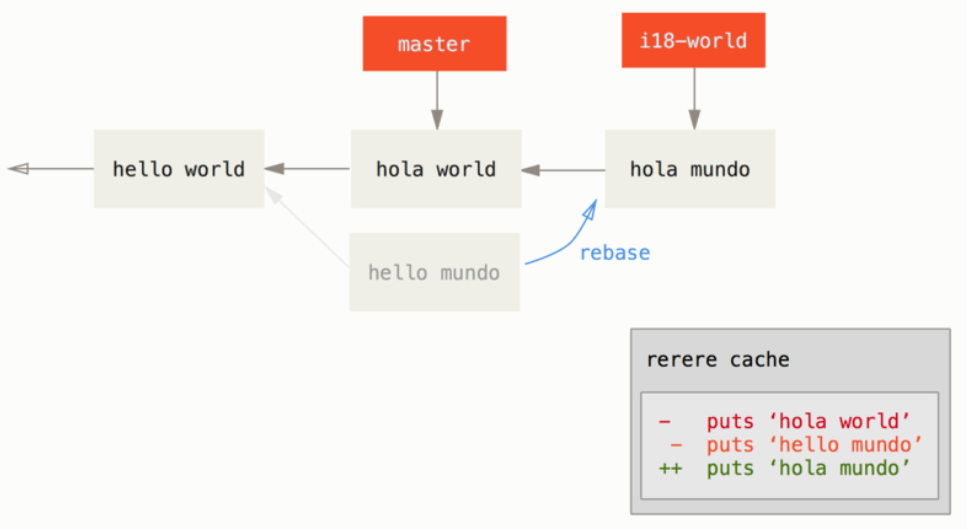 master
i18-world
hello world
hola world
hola mundo
hello mundo
rebase
rerere cache
-   puts ‘hola world’
 -  puts ‘hello mundo’
++  puts ‘hola mundo’